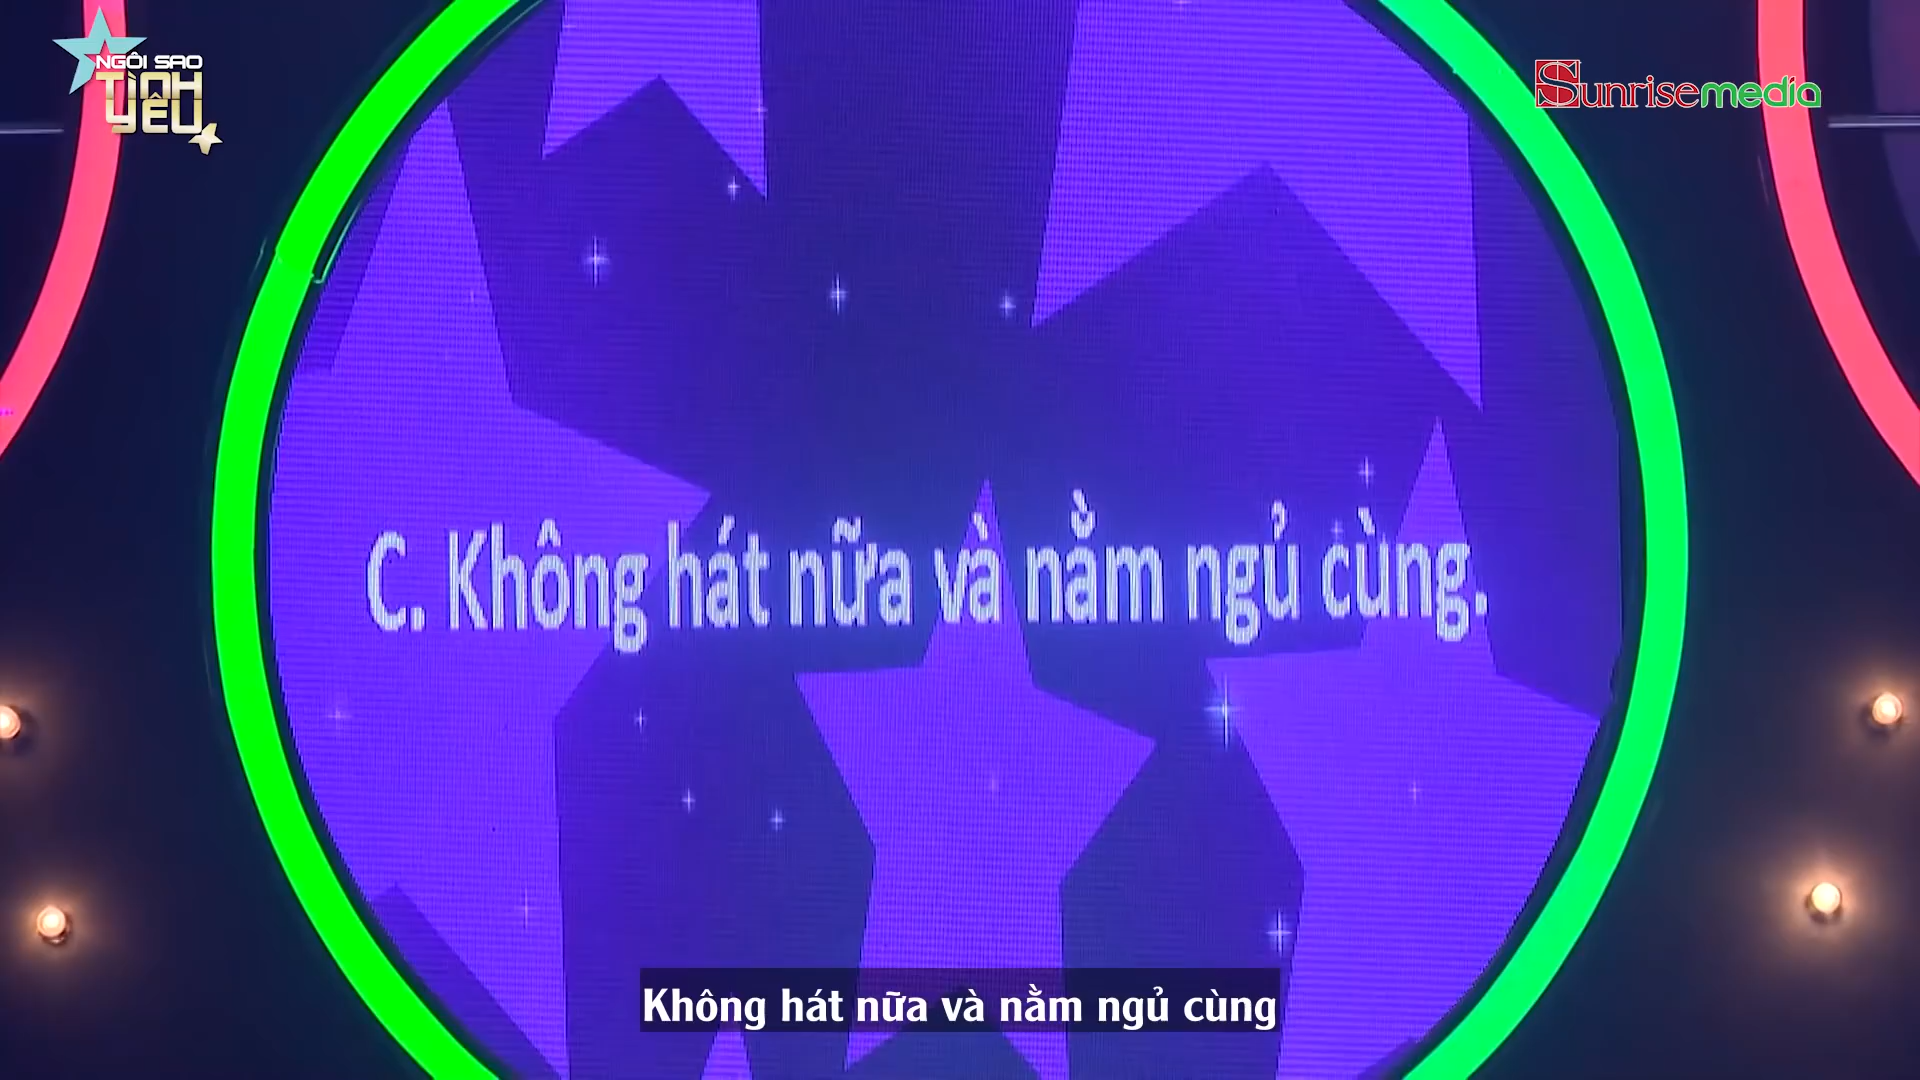 NGÔI SAO
TÌNH
YÊU
Sunrisemedia
C. Không hát nữa và nằm ngủ cùng.
Không hát nữa và nằm ngủ cùng